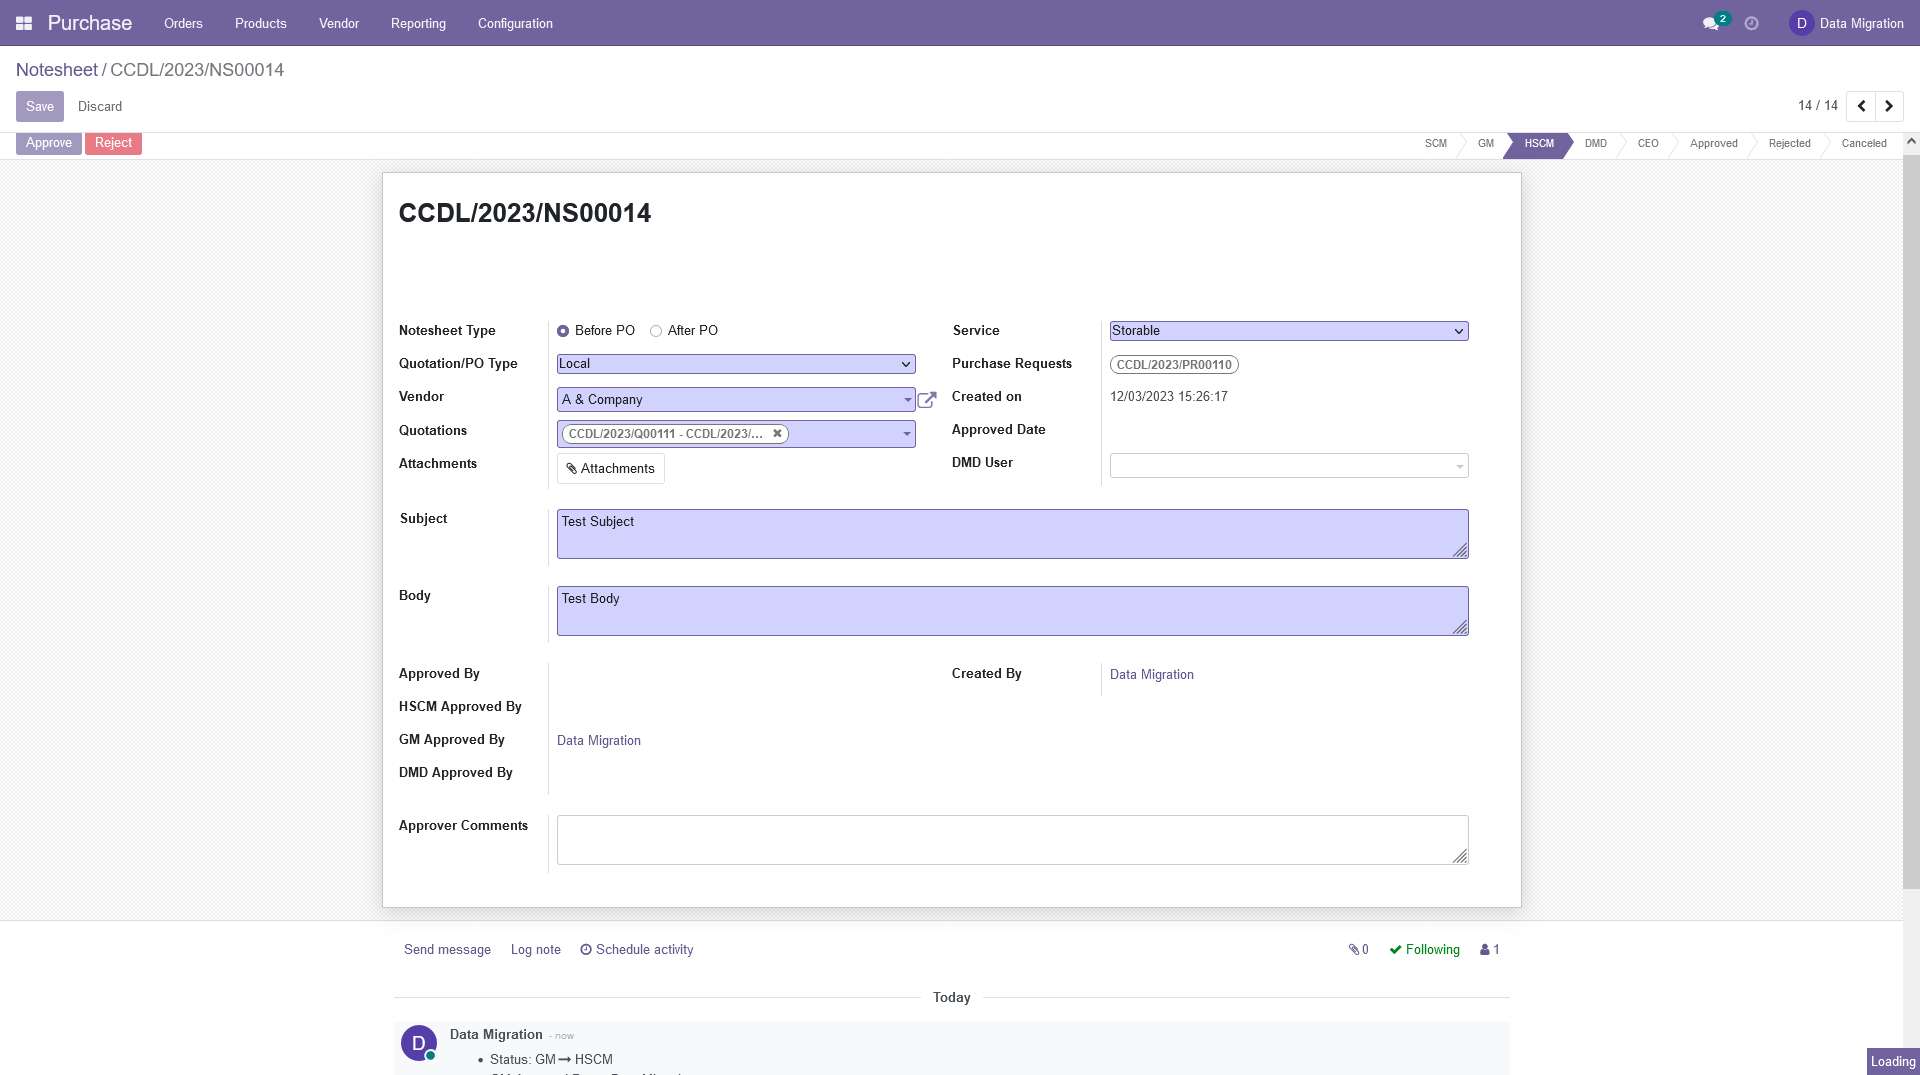 Purchase Orders Products Vendor Reporting Configuration 2 D Data Migration
Notesheet / CCDL/2023/NS00014
Save Discard 14 / 14
Approve Reject SCM GM HSCM DMD CEO Approved Rejected Canceled
CCDL/2023/NS00014
Notesheet Type Before PO After PO Service Storable
Quotation/PO Type Local Purchase Requests CCDL/2023/PR00110
Vendor A & Company Created on 12/03/2023 15:26:17
Quotations CCDL/2023/Q00111 - CCDL/2023/... Approved Date
Attachments Attachments DMD User
Subject Test Subject
Body Test Body
Approved By Created By Data Migration
HSCM Approved By
GM Approved By Data Migration
DMD Approved By
Approver Comments
Send message Log note Schedule activity 0 Following 1
Today
D Data Migration - now
• Status: GM → HSCM
Loading